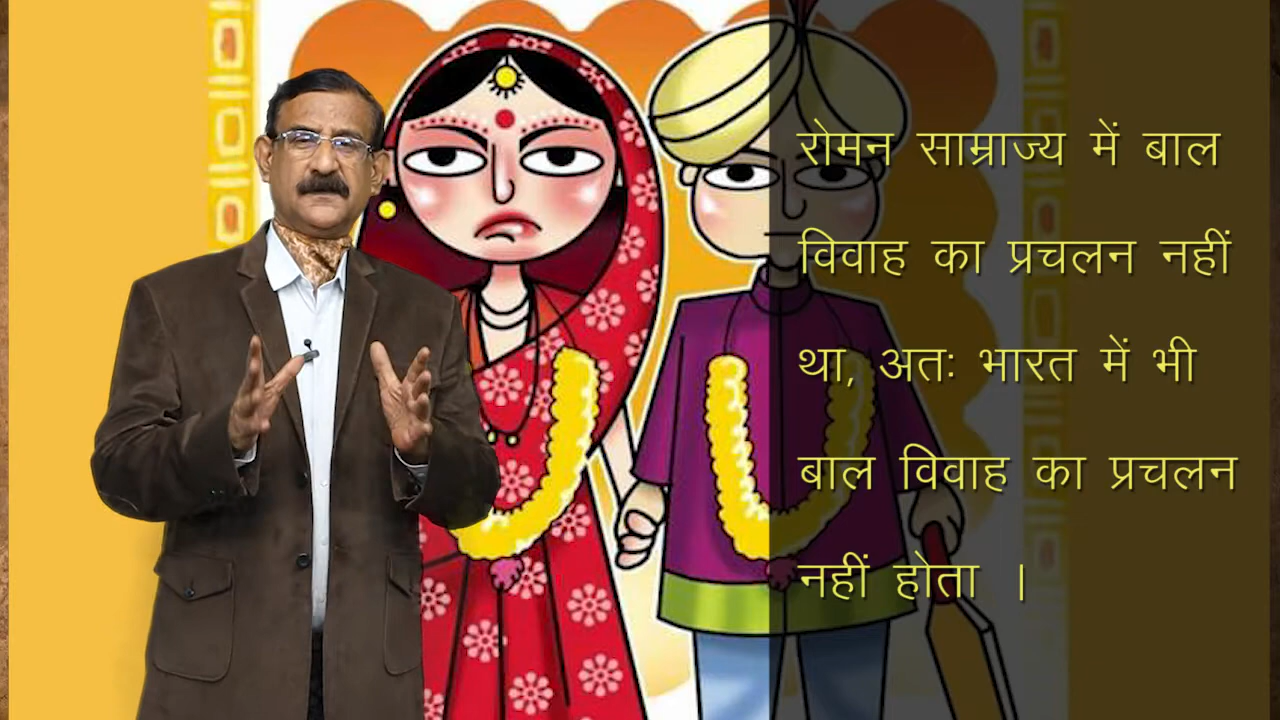 रोमन साम्राज्य में बाल
विवाह का प्रचलन नहीं
था, अतः भारत में भी
बाल विवाह का प्रचलन
नहीं होता ।